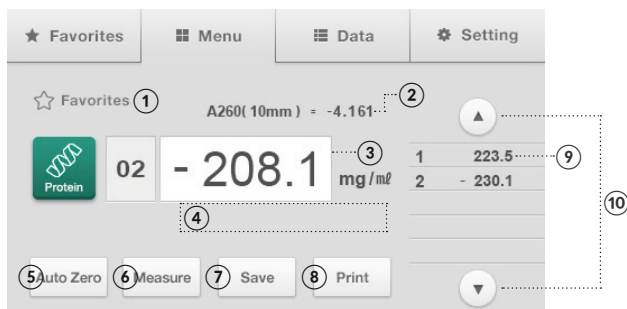 Favorites
Menu
Data
Setting
Favorites 1
A260( 10mm ) = -4.161 2
Protein
02
- 208.1
mg/㎖
3
4
1 223.5 9
2 - 230.1
10
5 Auto Zero
6 Measure
7 Save
8 Print